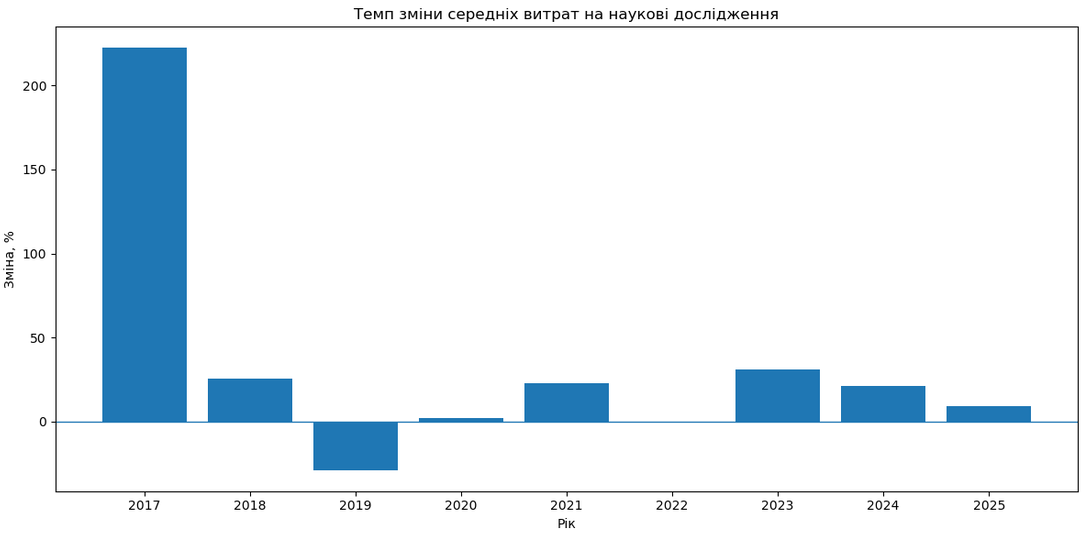 Темп зміни середніх витрат на наукові дослідження
Зміна, %
200
150
100
50
0
2017 2018 2019 2020 2021 2022 2023 2024 2025
Рік